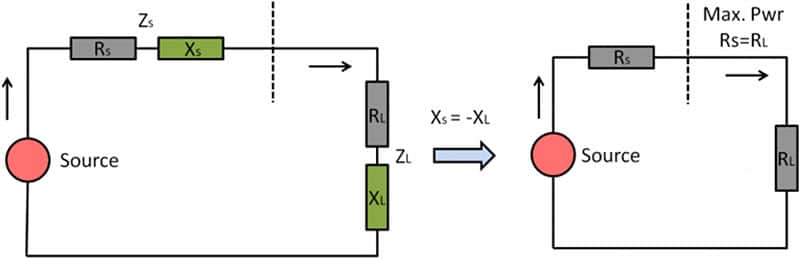 Zs
Rs
Xs
RL
ZL
XL
Source
Xs = -XL
Max. Pwr
Rs=RL
Rs
Source
RL